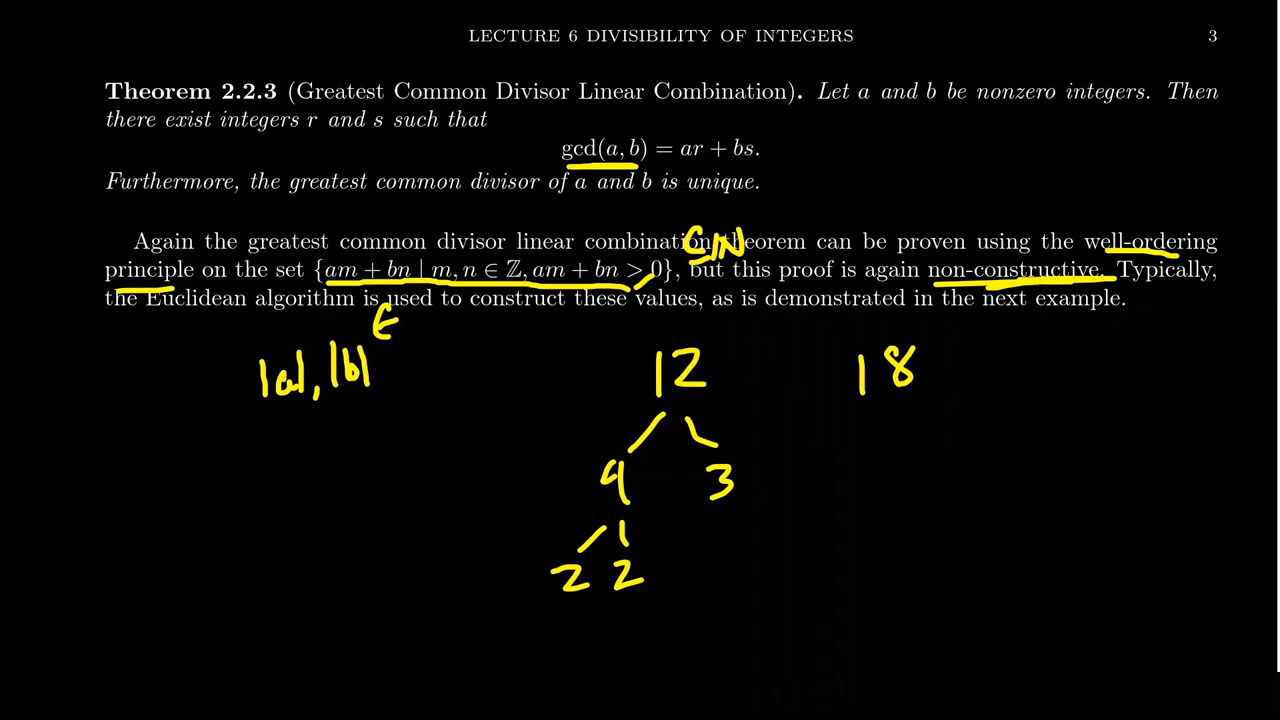 LECTURE 6 DIVISIBILITY OF INTEGERS 3
Theorem 2.2.3 (Greatest Common Divisor Linear Combination). Let a and b be nonzero integers. Then
there exist integers r and s such that
gcd(a, b) = ar + bs.
Furthermore, the greatest common divisor of a and b is unique.
⊆ ℕ
Again the greatest common divisor linear combination theorem can be proven using the well-ordering
principle on the set {am + bn | m, n ∈ ℤ, am + bn > 0}, but this proof is again non-constructive. Typically,
the Euclidean algorithm is used to construct these values, as is demonstrated in the next example.
∈
|a|, |b| 12 18
4 3
2 2